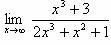 lim x→∞ (x³ + 3)/(2x³ + x² + 1)